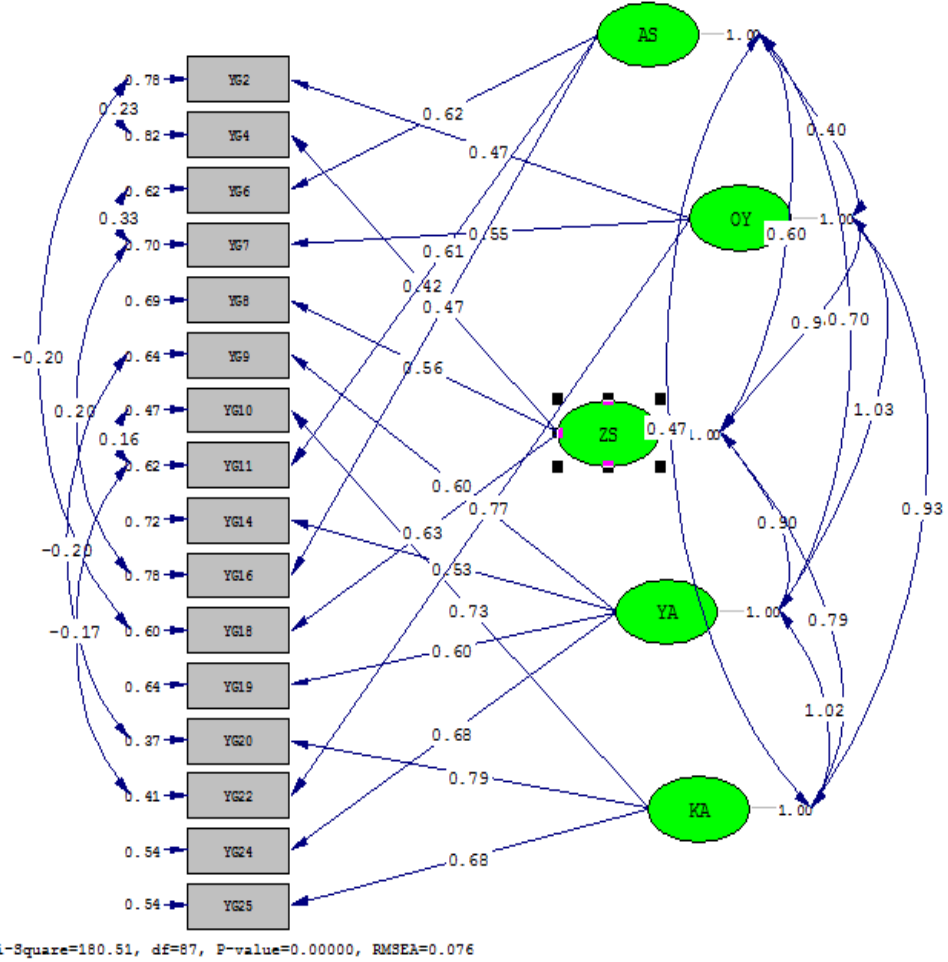 AS
1.00
0.78
YG2
0.23
0.82
YG4
0.62
0.40
0.47
0.62
YG6
0.33
0.70
YG7
0.55
OY
1.00
0.60
0.61
0.42
0.47
0.69
YG8
0.70
-0.20
0.64
YG9
0.56
0.20
0.47
YG10
1.03
0.16
0.62
YG11
ZS
0.47
1.00
0.60
0.77
0.93
0.72
YG14
0.63
0.90
-0.20
0.53
0.78
YG16
0.73
YA
1.00
0.79
-0.17
0.60
YG18
0.60
0.64
YG19
0.68
1.02
0.37
YG20
0.79
0.41
YG22
KA
1.00
0.54
YG24
0.68
0.54
YG25
i-Square=180.51, df=87, P-value=0.00000, RMSEA=0.076